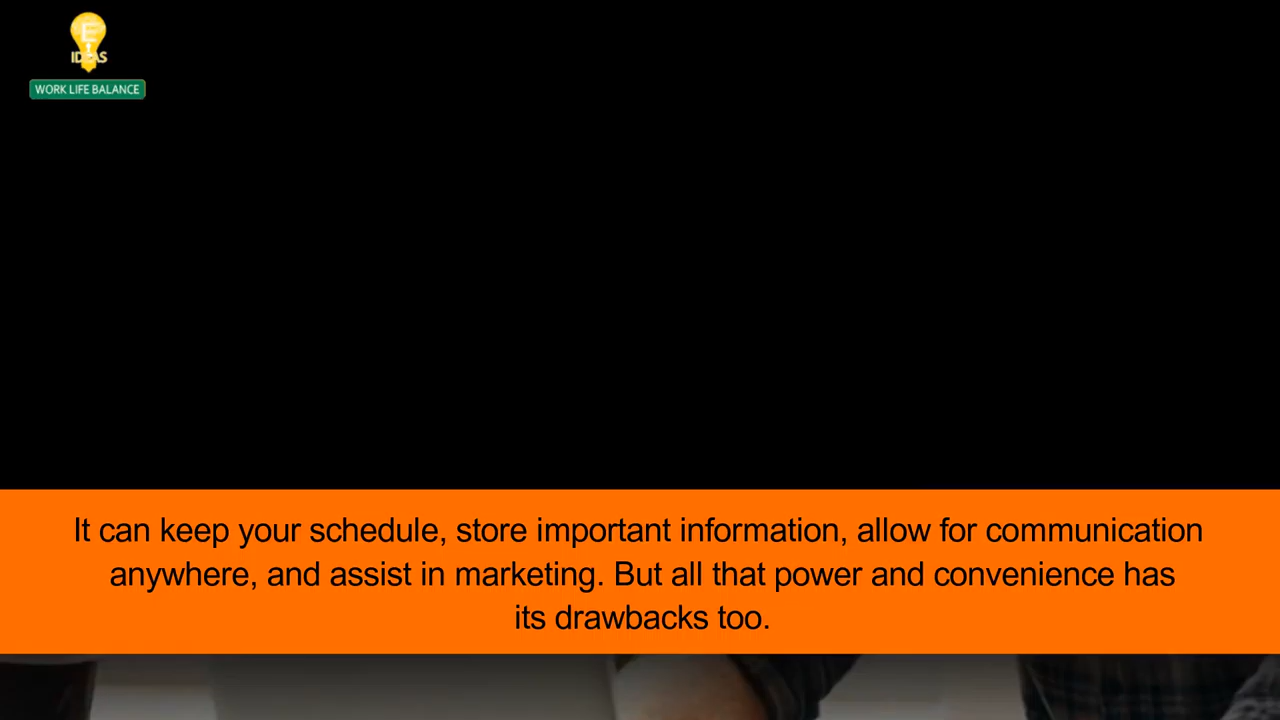 E
IDEAS
WORK LIFE BALANCE
It can keep your schedule, store important information, allow for communication
anywhere, and assist in marketing. But all that power and convenience has
its drawbacks too.